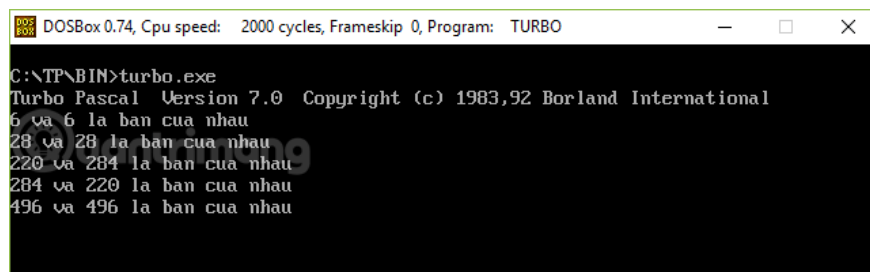 DOSBox 0.74, Cpu speed: 2000 cycles, Frameskip 0, Program: TURBO
C:\TP\BIN>turbo.exe
Turbo Pascal Version 7.0 Copyright (c) 1983,92 Borland International
6 va 6 la ban cua nhau
28 va 28 la ban cua nhau
220 va 284 la ban cua nhau
284 va 220 la ban cua nhau
496 va 496 la ban cua nhau
uantrimang